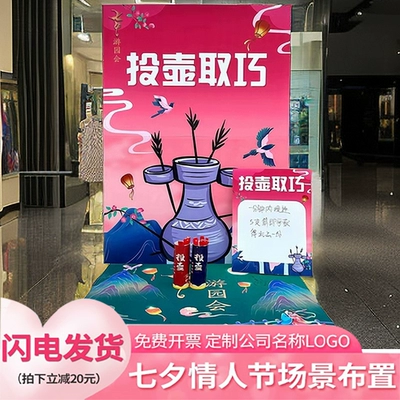 七夕
游园会
投壶取巧
投壶取巧
投壶
投壶
游园会
闪电发货
(拍下立减20元)
免费开票 定制公司名称LOGO
七夕情人节场景布置